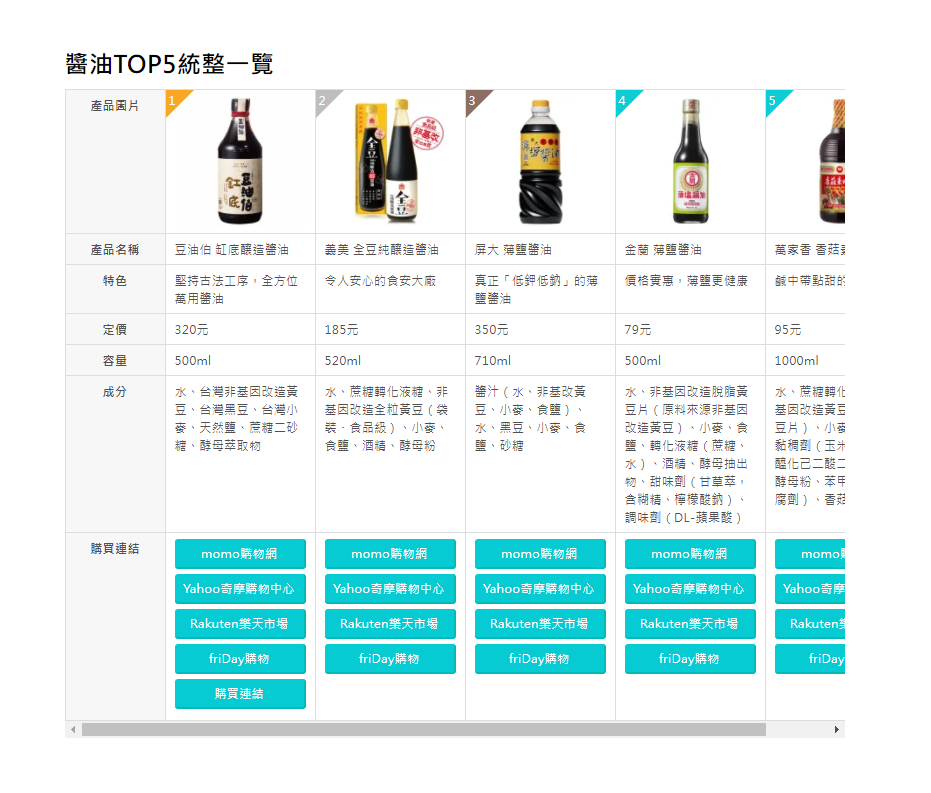 醬油TOP5統整一覽
產品圖片
1
2
3
4
5
產品名稱
豆油伯 缸底釀造醬油
義美 全豆純釀造醬油
屏大 薄鹽醬油
金蘭 薄鹽醬油
萬家香 香菇
特色
堅持古法工序，全方位
萬用醬油
令人安心的食安大廠
真正「低鉀低鈉」的薄
鹽醬油
價格實惠，薄鹽更健康
鹹中帶點甜的
定價
320元
185元
350元
79元
95元
容量
500ml
520ml
710ml
500ml
1000ml
成分
水、台灣非基因改造黃
豆、台灣黑豆、台灣小
麥、天然鹽、蔗糖二砂
糖、酵母萃取物
水、蔗糖轉化液糖、非
基因改造全粒黃豆（袋
裝．食品級）、小麥、
食鹽、酒精、酵母粉
醬汁（水、非基改黃
豆、小麥、食鹽）、
水、黑豆、小麥、食
鹽、砂糖
水、非基因改造脫脂黃
豆片（原料來源非基因
改造黃豆）、小麥、食
鹽、轉化液糖（蔗糖、
水）、酒精、酵母抽出
物、甜味劑（甘草萃，
含糊精、檸檬酸鈉）、
調味劑（DL-蘋果酸）
水、蔗糖轉化
基因改造黃豆
豆片）、小麥
黏稠劑（玉米
醯化己二酸二
酵母粉、苯甲
腐劑）、香菇
購買連結
momo購物網
Yahoo奇摩購物中心
Rakuten樂天市場
friDay購物
購買連結
momo購物網
Yahoo奇摩購物中心
Rakuten樂天市場
friDay購物
momo購物網
Yahoo奇摩購物中心
Rakuten樂天市場
friDay購物
momo購物網
Yahoo奇摩購物中心
Rakuten樂天市場
friDay購物
momo
Yahoo奇摩
Rakuten
friDay